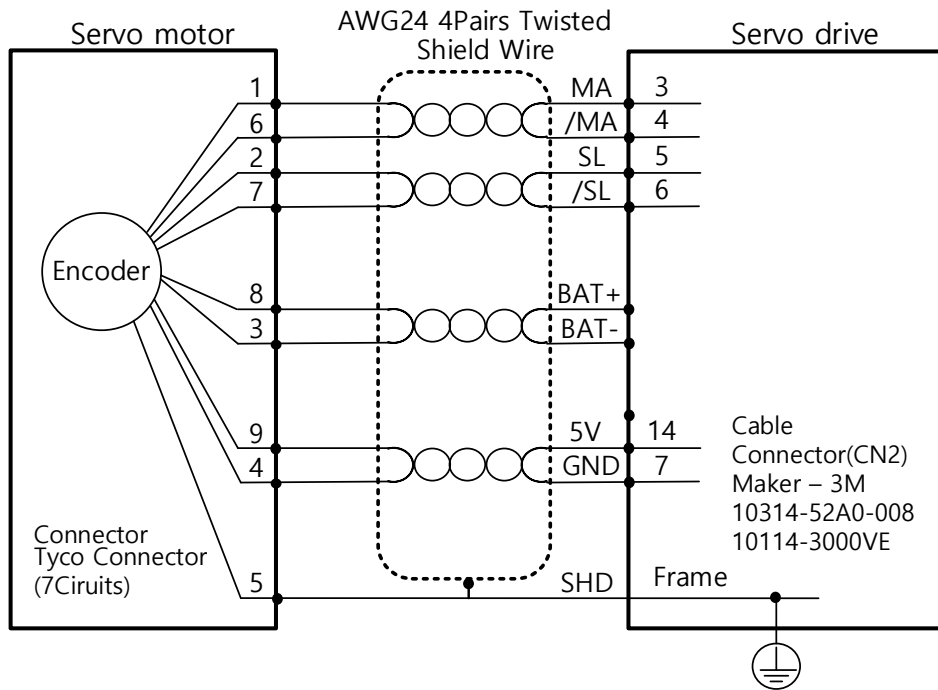 Servo motor
AWG24 4Pairs Twisted
Shield Wire
Servo drive
1
MA
3
6
/MA
4
2
SL
5
7
/SL
6
Encoder
8
BAT+
3
BAT-
9
5V
14
4
GND
7
Cable
Connector(CN2)
Maker – 3M
10314-52A0-008
10114-3000VE
Connector
Tyco Connector
(7Ciruits)
5
SHD
Frame